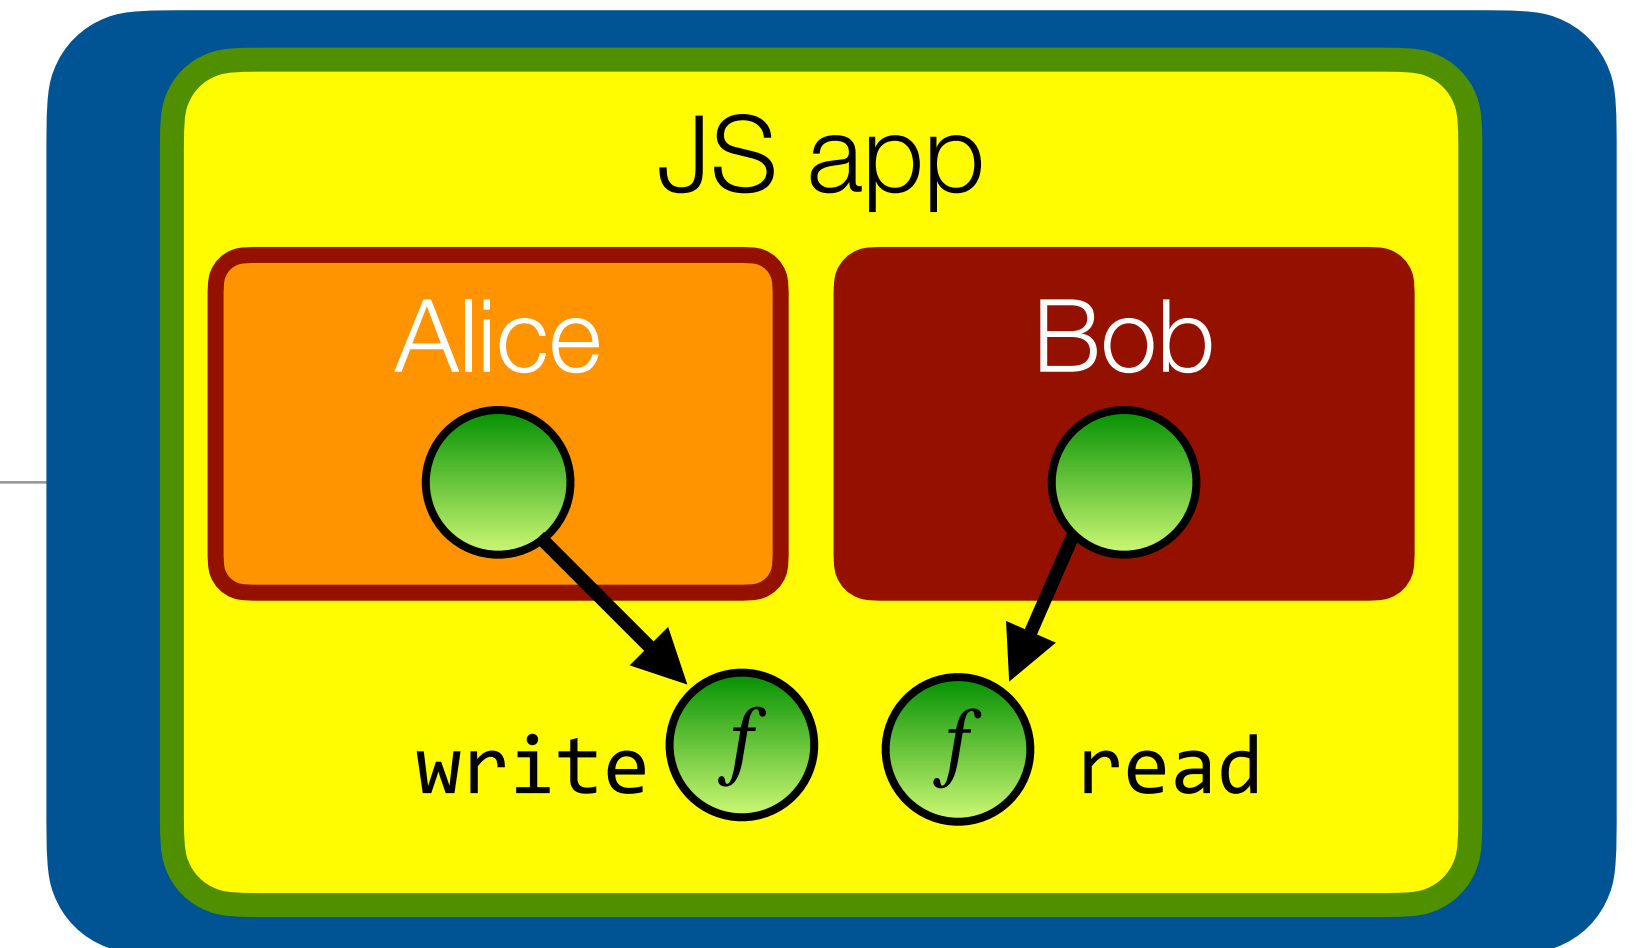 JS app
Alice
Bob
write
f
f
read